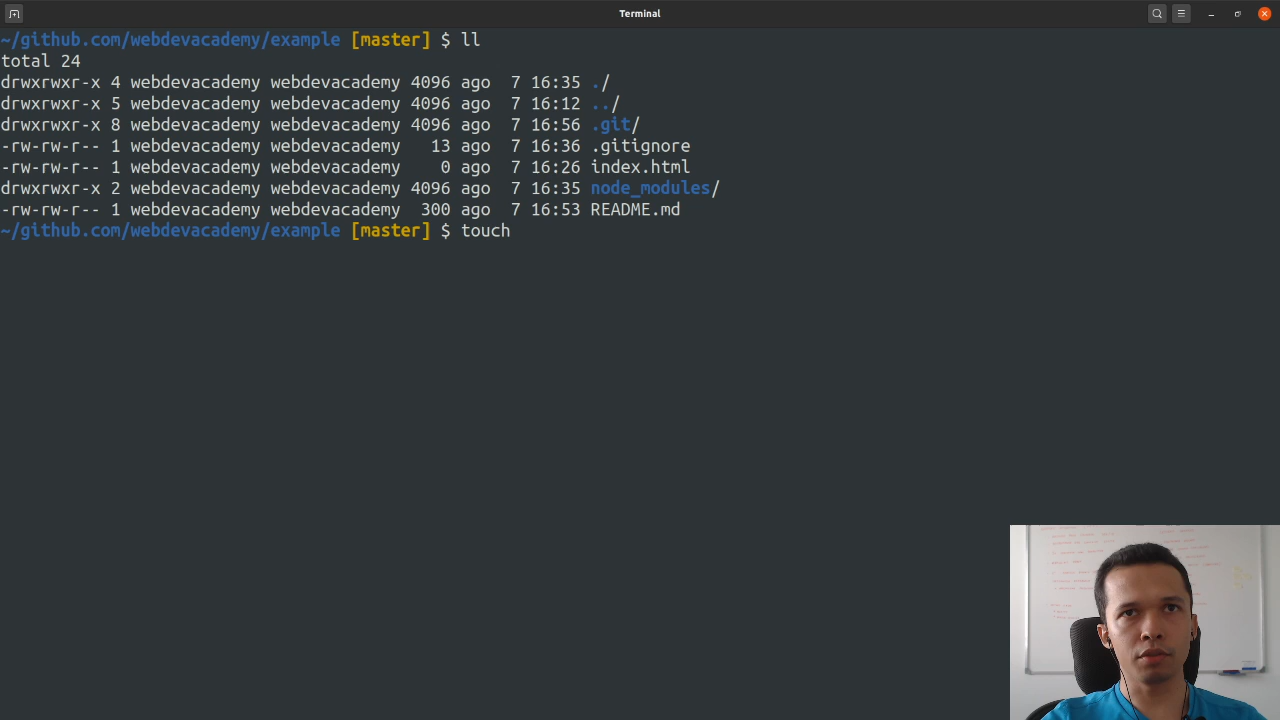 Terminal
~/github.com/webdevacademy/example [master] $ ll
total 24
drwxrwxr-x 4 webdevacademy webdevacademy 4096 ago  7 16:35 ./
drwxrwxr-x 5 webdevacademy webdevacademy 4096 ago  7 16:12 ../
drwxrwxr-x 8 webdevacademy webdevacademy 4096 ago  7 16:56 .git/
-rw-rw-r-- 1 webdevacademy webdevacademy   13 ago  7 16:36 .gitignore
-rw-rw-r-- 1 webdevacademy webdevacademy    0 ago  7 16:26 index.html
drwxrwxr-x 2 webdevacademy webdevacademy 4096 ago  7 16:35 node_modules/
-rw-rw-r-- 1 webdevacademy webdevacademy  300 ago  7 16:53 README.md
~/github.com/webdevacademy/example [master] $ touch